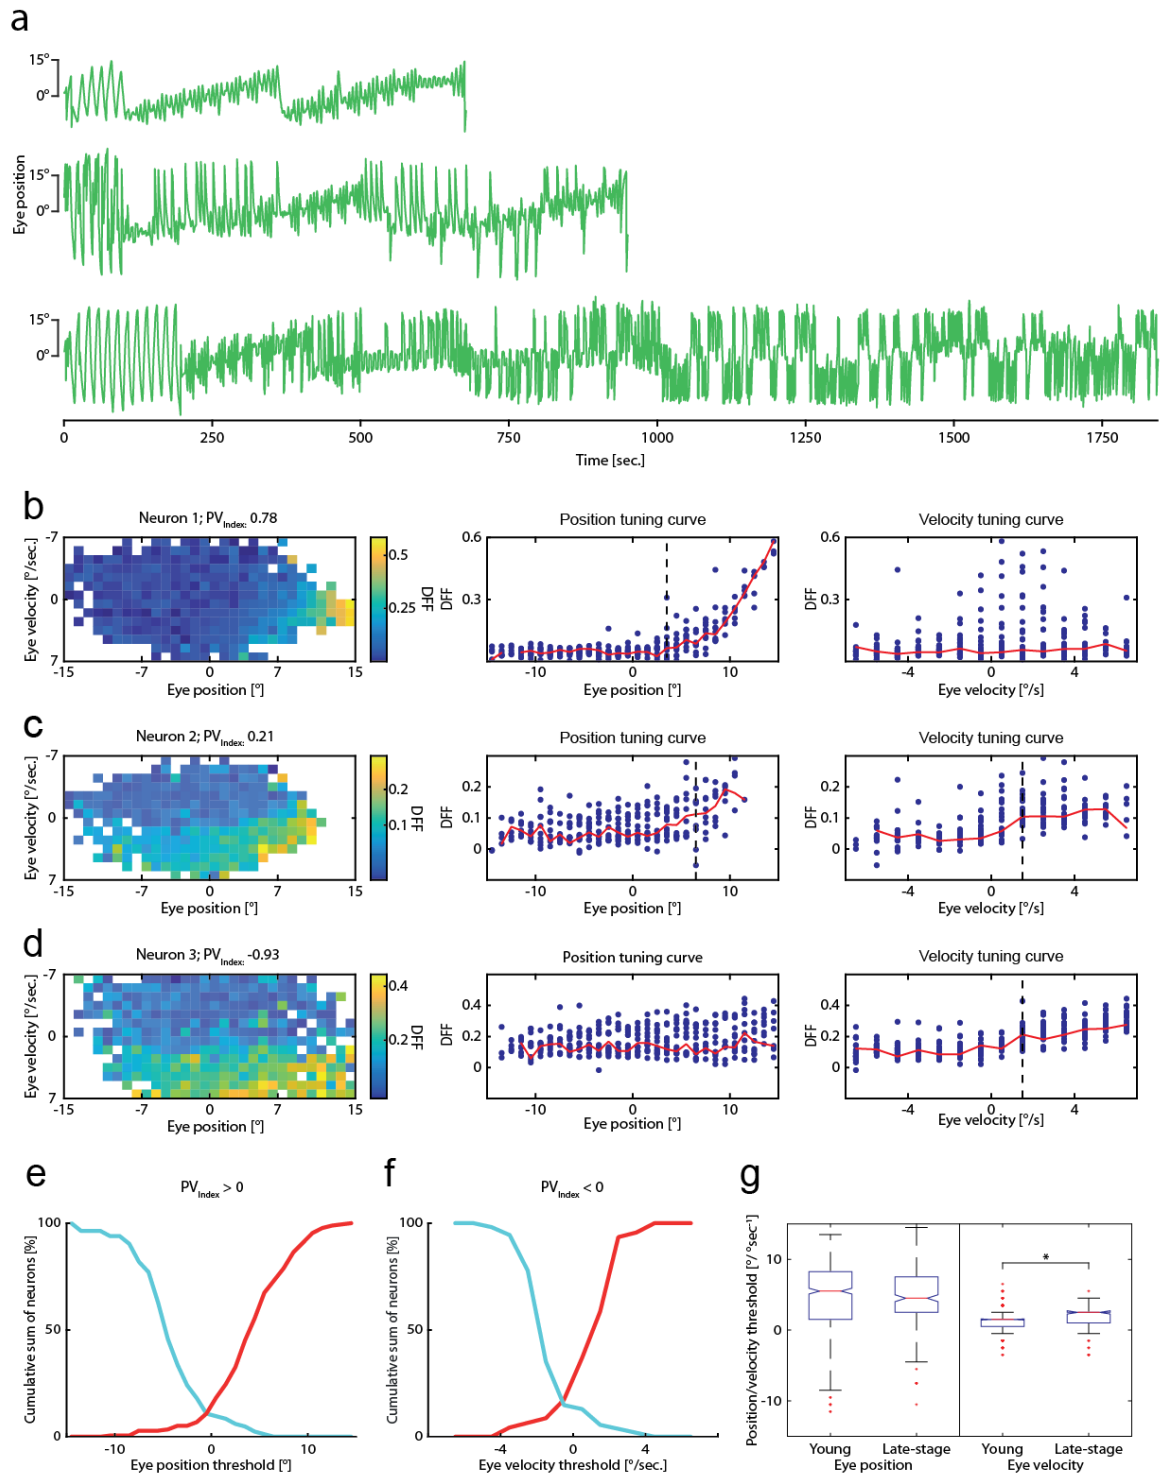 a
15°
0°
15°
0°
15°
0°
Eye position
0 250 500 750 1000 1250 1500 1750
Time [sec.]
b
Neuron 1; PV Index: 0.78
-7
0
7
Eye velocity [°/sec.]
-15 -7 0 7 15
Eye position [°]
0.5
0.25
DFF
Position tuning curve
0.6
0.3
DFF
-10 0 10
Eye position [°]
Velocity tuning curve
0.6
0.3
DFF
-4 0 4
Eye velocity [°/s]
c
Neuron 2; PV Index: 0.21
-7
0
7
Eye velocity [°/sec.]
-15 -7 0 7 15
Eye position [°]
0.2
0.1
DFF
Position tuning curve
0.2
0.1
0
DFF
-10 0 10
Eye position [°]
Velocity tuning curve
0.2
0.1
0
DFF
-4 0 4
Eye velocity [°/s]
d
Neuron 3; PV Index: -0.93
-7
0
7
Eye velocity [°/sec.]
-15 -7 0 7 15
Eye position [°]
0.4
0.2
DFF
Position tuning curve
0.4
0.2
0
DFF
-10 0 10
Eye position [°]
Velocity tuning curve
0.4
0.2
0
DFF
-4 0 4
Eye velocity [°/s]
e
PV Index > 0
100
50
0
Cumulative sum of neurons [%]
-10 0 10
Eye position threshold [°]
f
PV Index < 0
100
50
0
Cumulative sum of neurons [%]
-4 0 4
Eye velocity threshold [°/sec.]
g
Position/velocity threshold [°/ °sec⁻¹]
10
0
-10
*
Young Late-stage Young Late-stage
Eye position Eye velocity